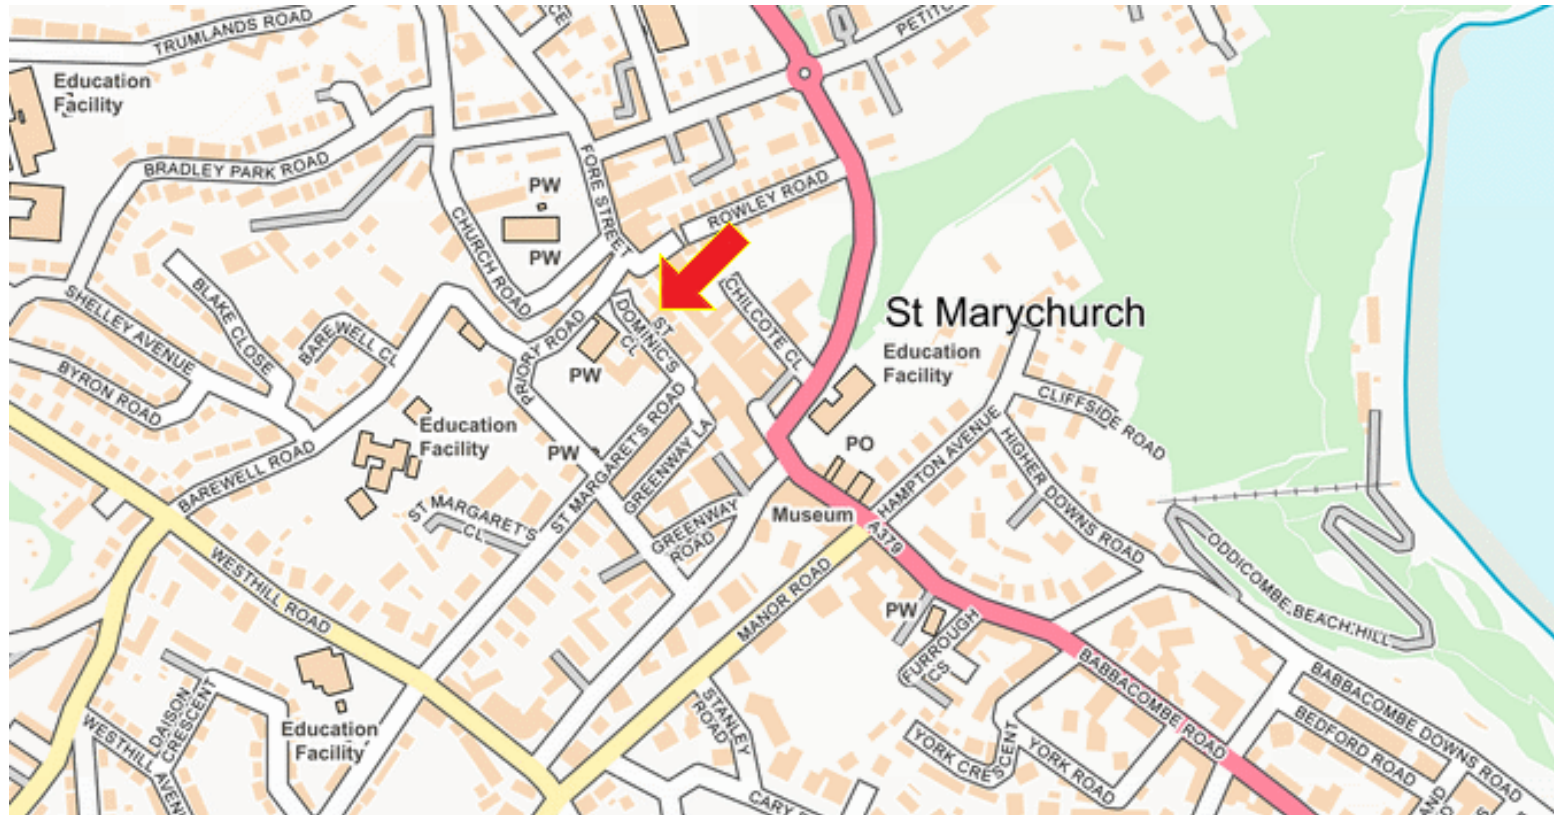 TRUMLANDS ROAD
PETITO
Education
Facility
BRADLEY PARK ROAD
FORE STREET
PW
ROWLEY ROAD
CHURCH ROAD
PW
BLAKE CLOSE
SHELLEY AVENUE
BAREWELL CL
ST
DOMINIC'S
CL
CHILCOTE CL
St Marychurch
PRIORY ROAD
Education
Facility
BYRON ROAD
PW
CLIFFSIDE ROAD
Education
Facility
BAREWELL ROAD
PW
ST MARGARET'S ROAD
GREENWAY LA
PO
HAMPTON AVENUE
HIGHER DOWNS ROAD
ST MARGARET'S
CL
GREENWAY
ROAD
Museum
A379
ODDICOMBE BEACH HILL
WESTHILL ROAD
MANOR ROAD
PW
FURROUGH
CS
BABBACOMBE ROAD
BABBACOMBE DOWNS ROAD
DAISON
CRESCENT
WESTHILL AVEN
Education
Facility
STANLEY
ROAD
YORK CRESCENT
YORK ROAD
BEDFORD ROAD
CARY